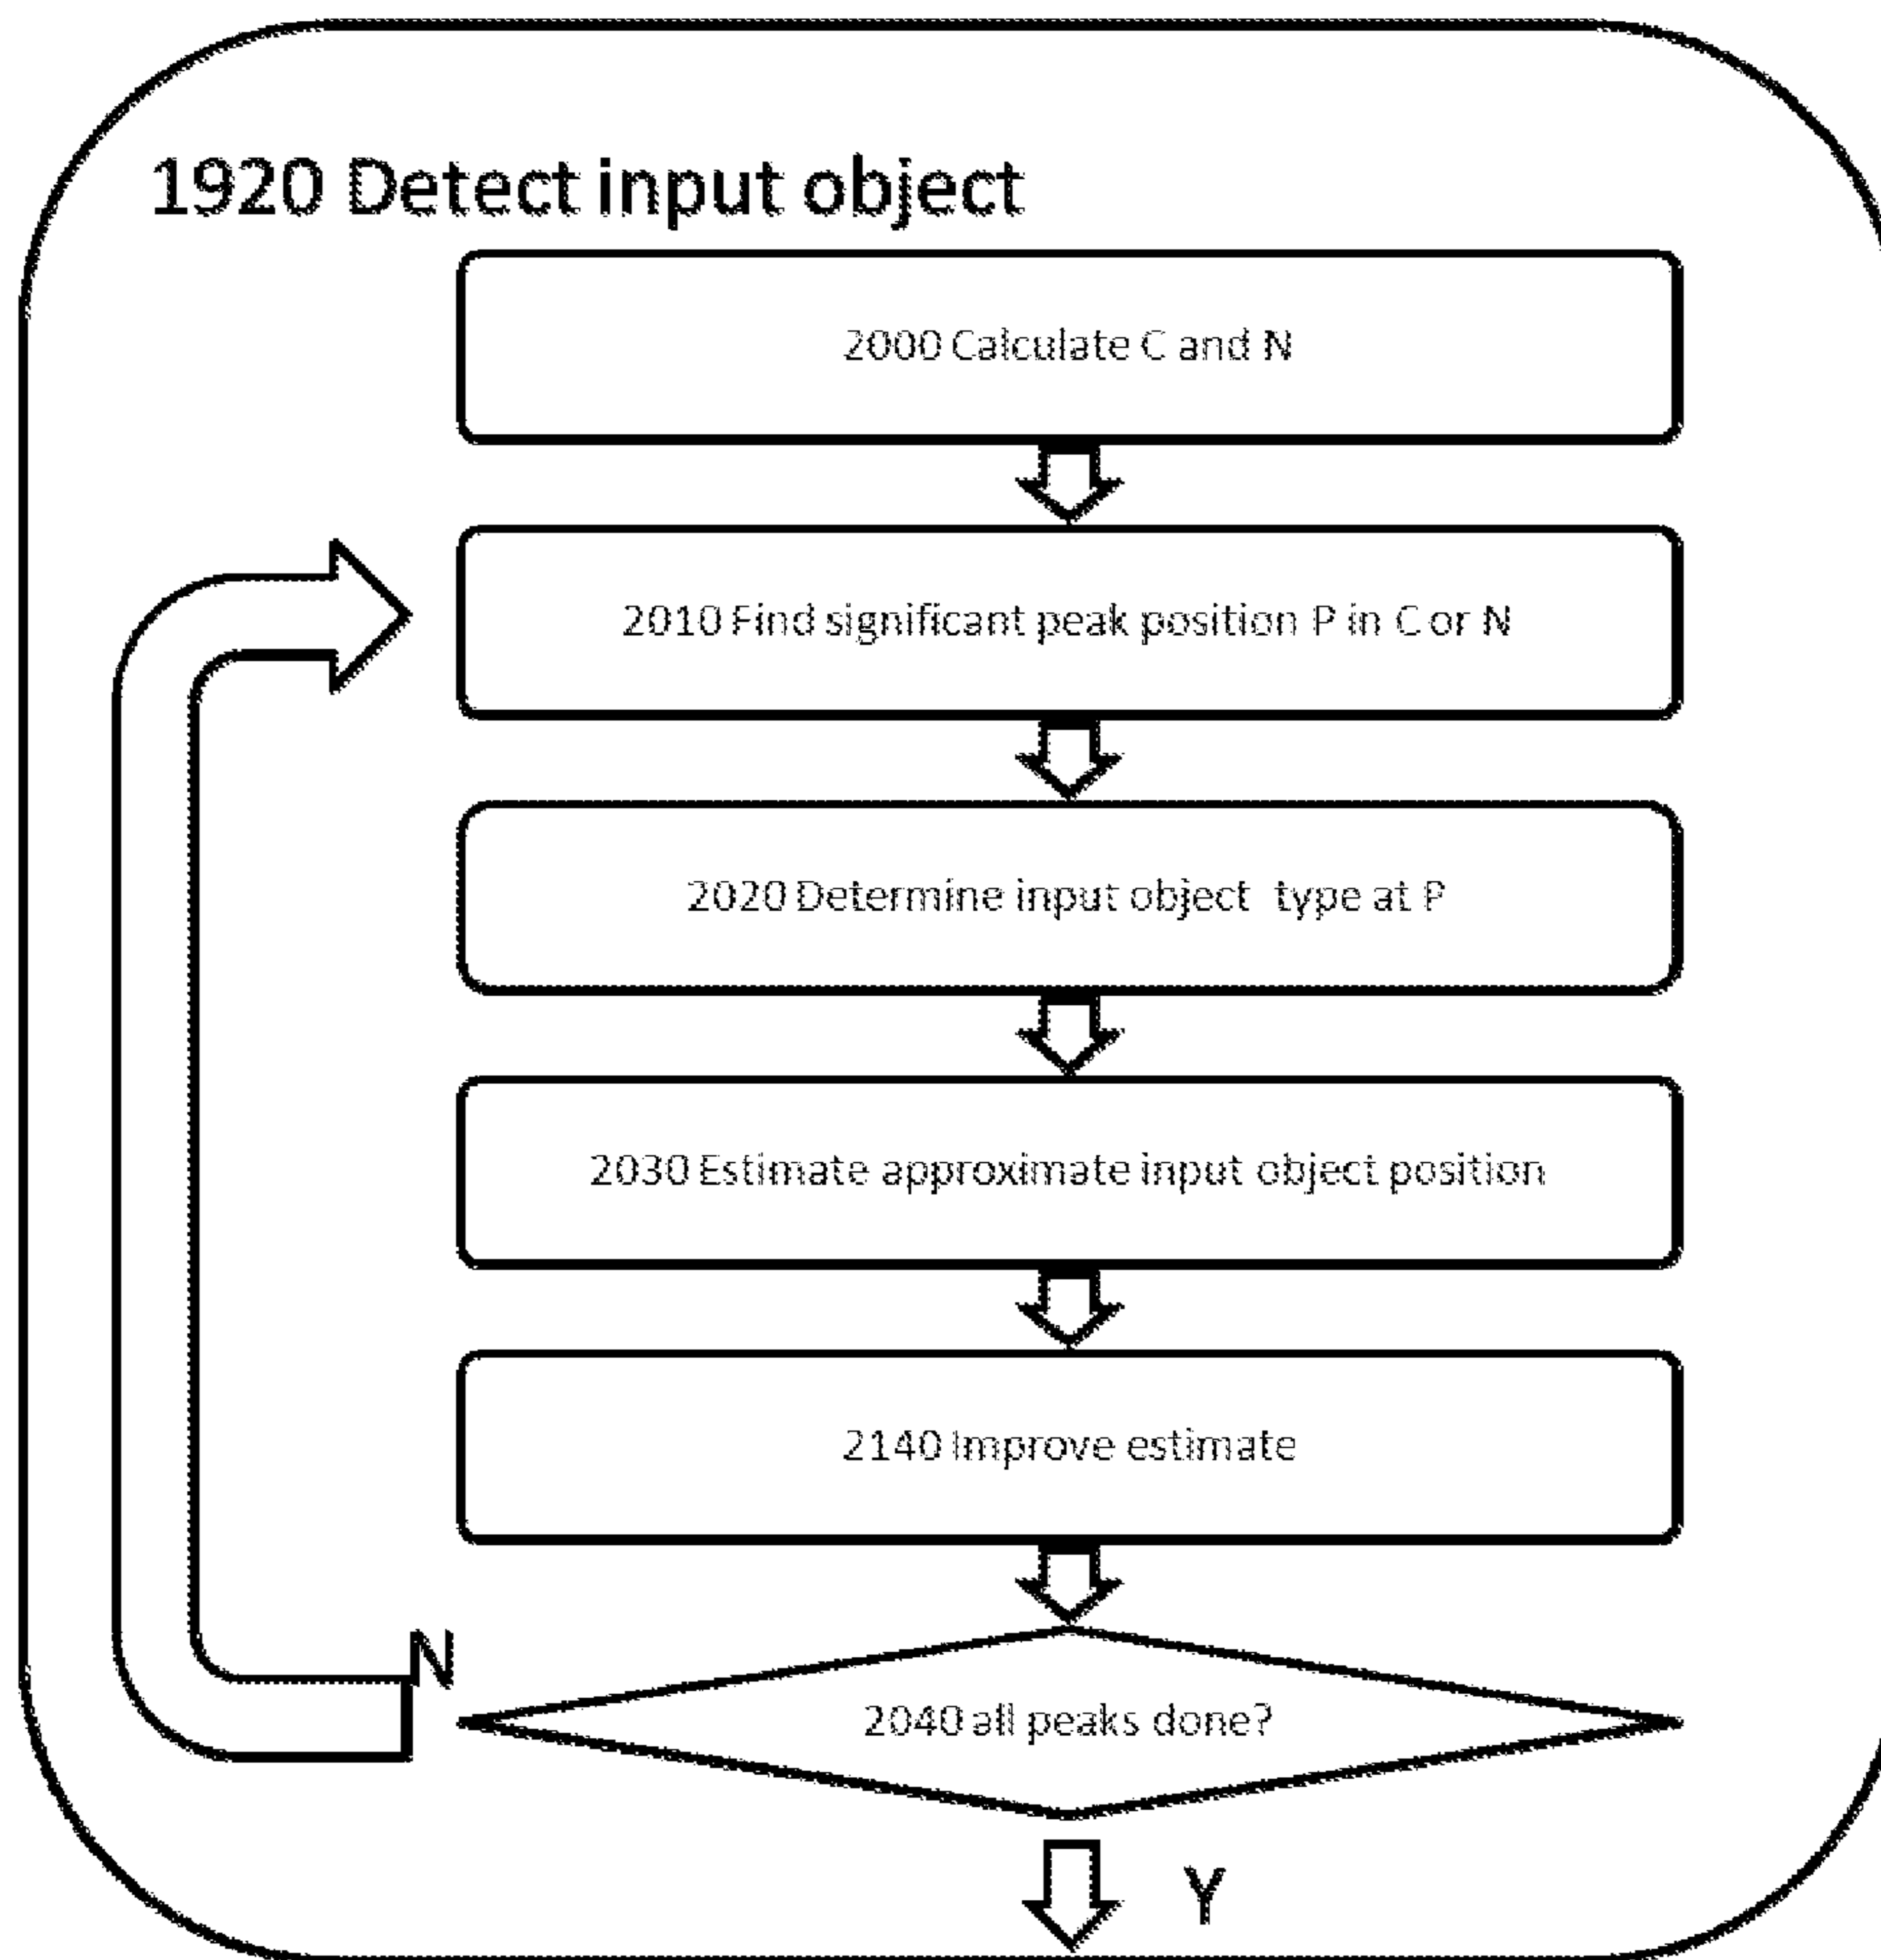 1920 Detect input object
2000 Calculate C and N
2010 Find significant peak position P in C or N
2020 Determine input object type at P
2030 Estimate approximate input object position
2140 Improve estimate
N
2040 all peaks done?
Y